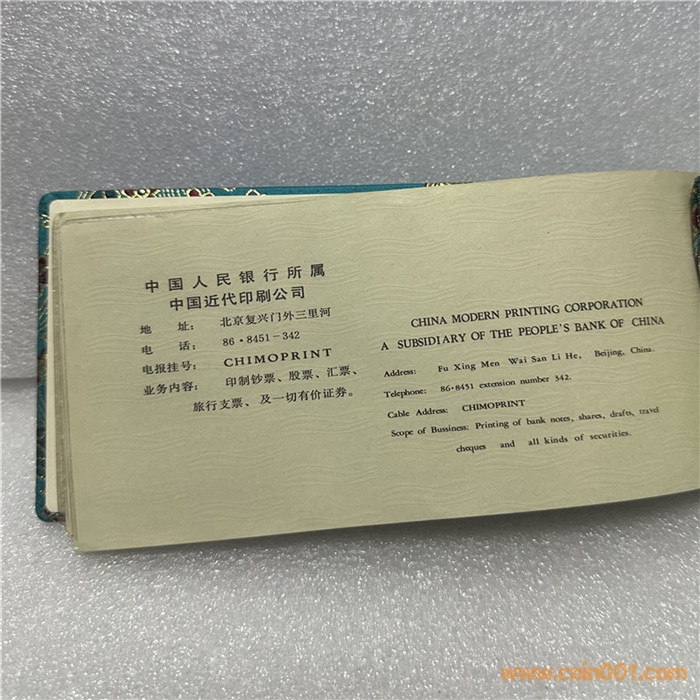 中国人民银行所属
中国近代印刷公司
地 址: 北京复兴门外三里河
电 话: 86·8451-342
电报挂号: CHIMOPRINT
业务内容: 印制钞票、股票、汇票、
旅行支票、及一切有价证券。
CHINA MODERN PRINTING CORPORATION
A SUBSIDIARY OF THE PEOPLE'S BANK OF CHINA
Address: Fu Xing Men Wai San Li He, Beijing, China.
Telephone: 86·8451 extension number 342.
Cable Address: CHIMOPRINT
Scope of Bussiness: Printing of bank notes, shares, drafts, travel
cheques and all kinds of securities.
www.coin001.com